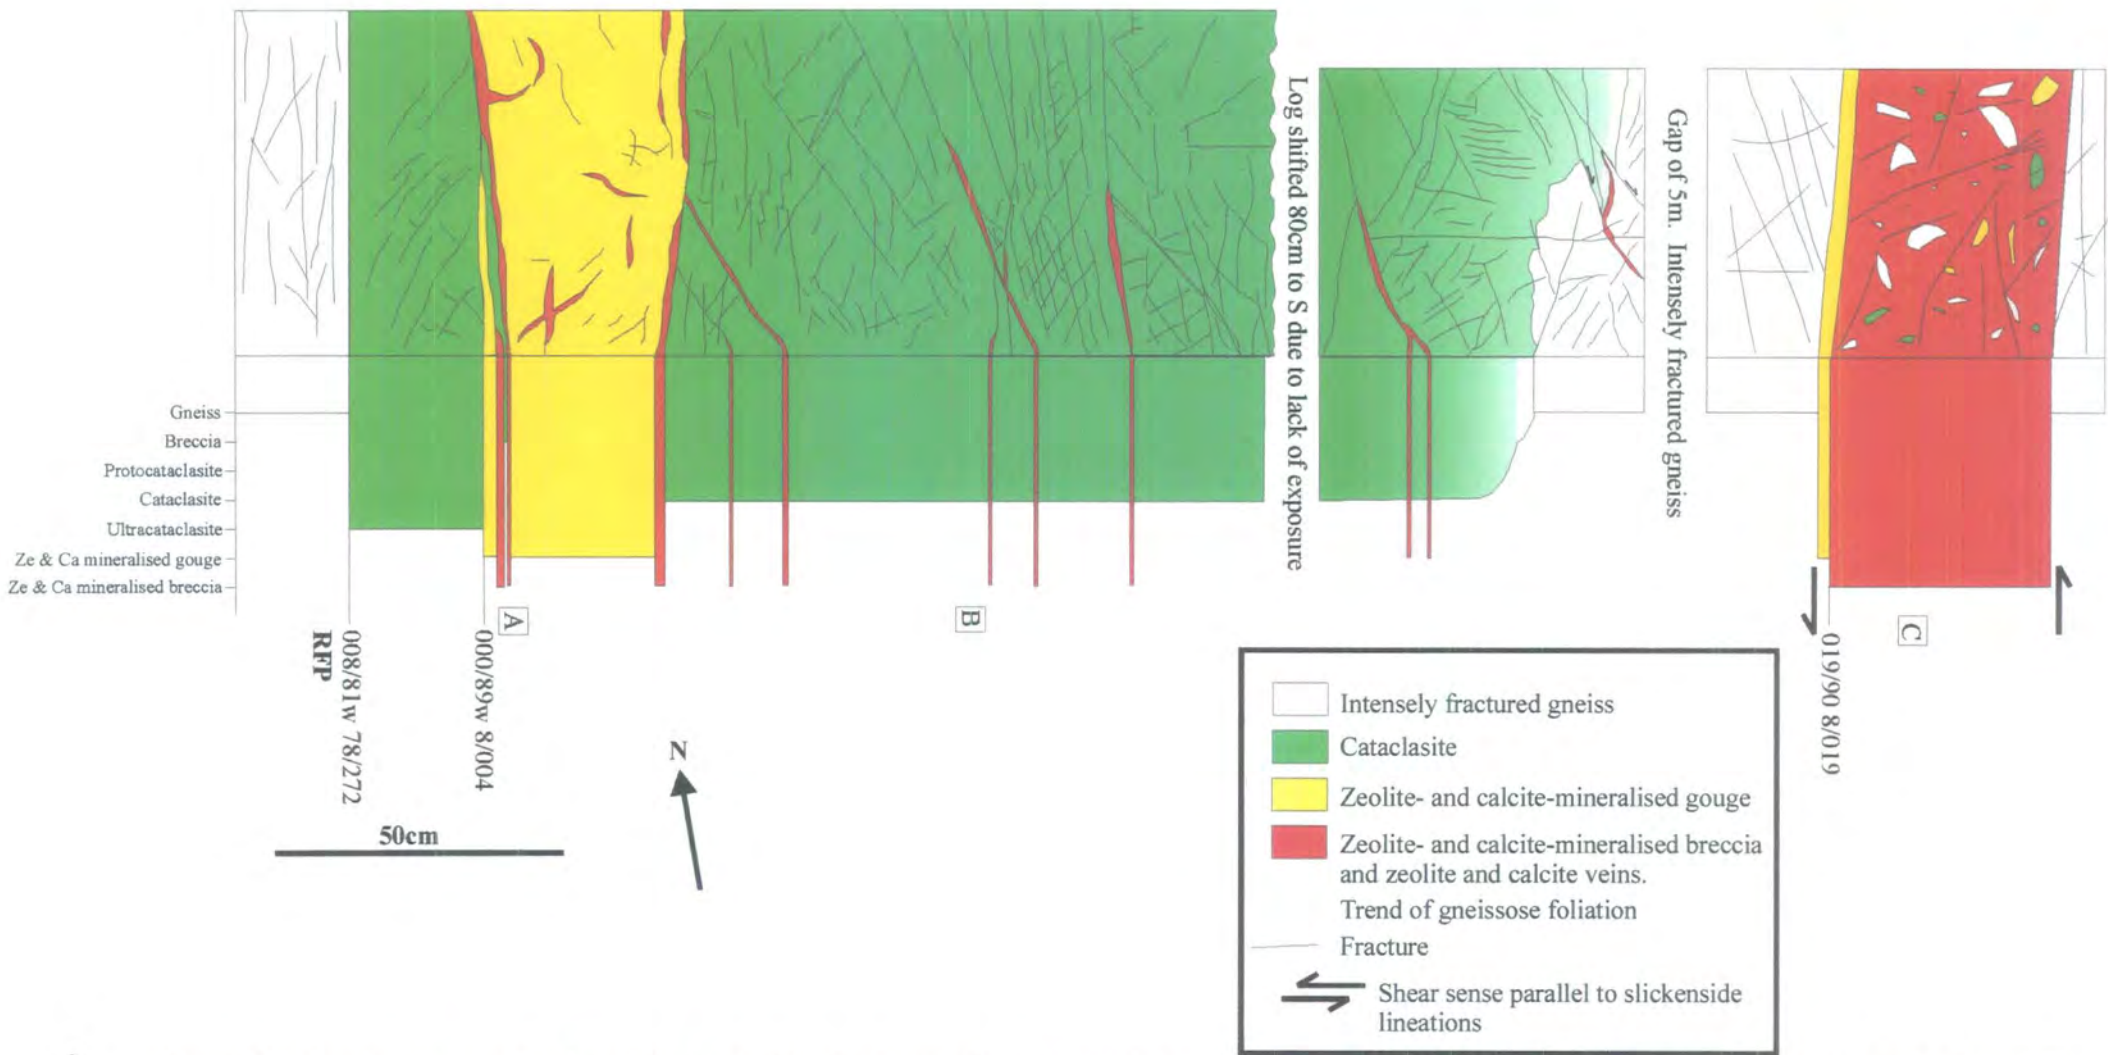 Log shifted 80cm to S due to lack of exposure
Gap of 5m. Intensely fractured gneiss
Gneiss
Breccia
Protocataclasite
Cataclasite
Ultracataclasite
Ze & Ca mineralised gouge
Ze & Ca mineralised breccia
A
B
C
008/81w 78/272
RFP
000/89w 8/004
019/90 8/019
N
50cm
Intensely fractured gneiss
Cataclasite
Zeolite- and calcite-mineralised gouge
Zeolite- and calcite-mineralised breccia
and zeolite and calcite veins.
Trend of gneissose foliation
Fracture
Shear sense parallel to slickenside
lineations